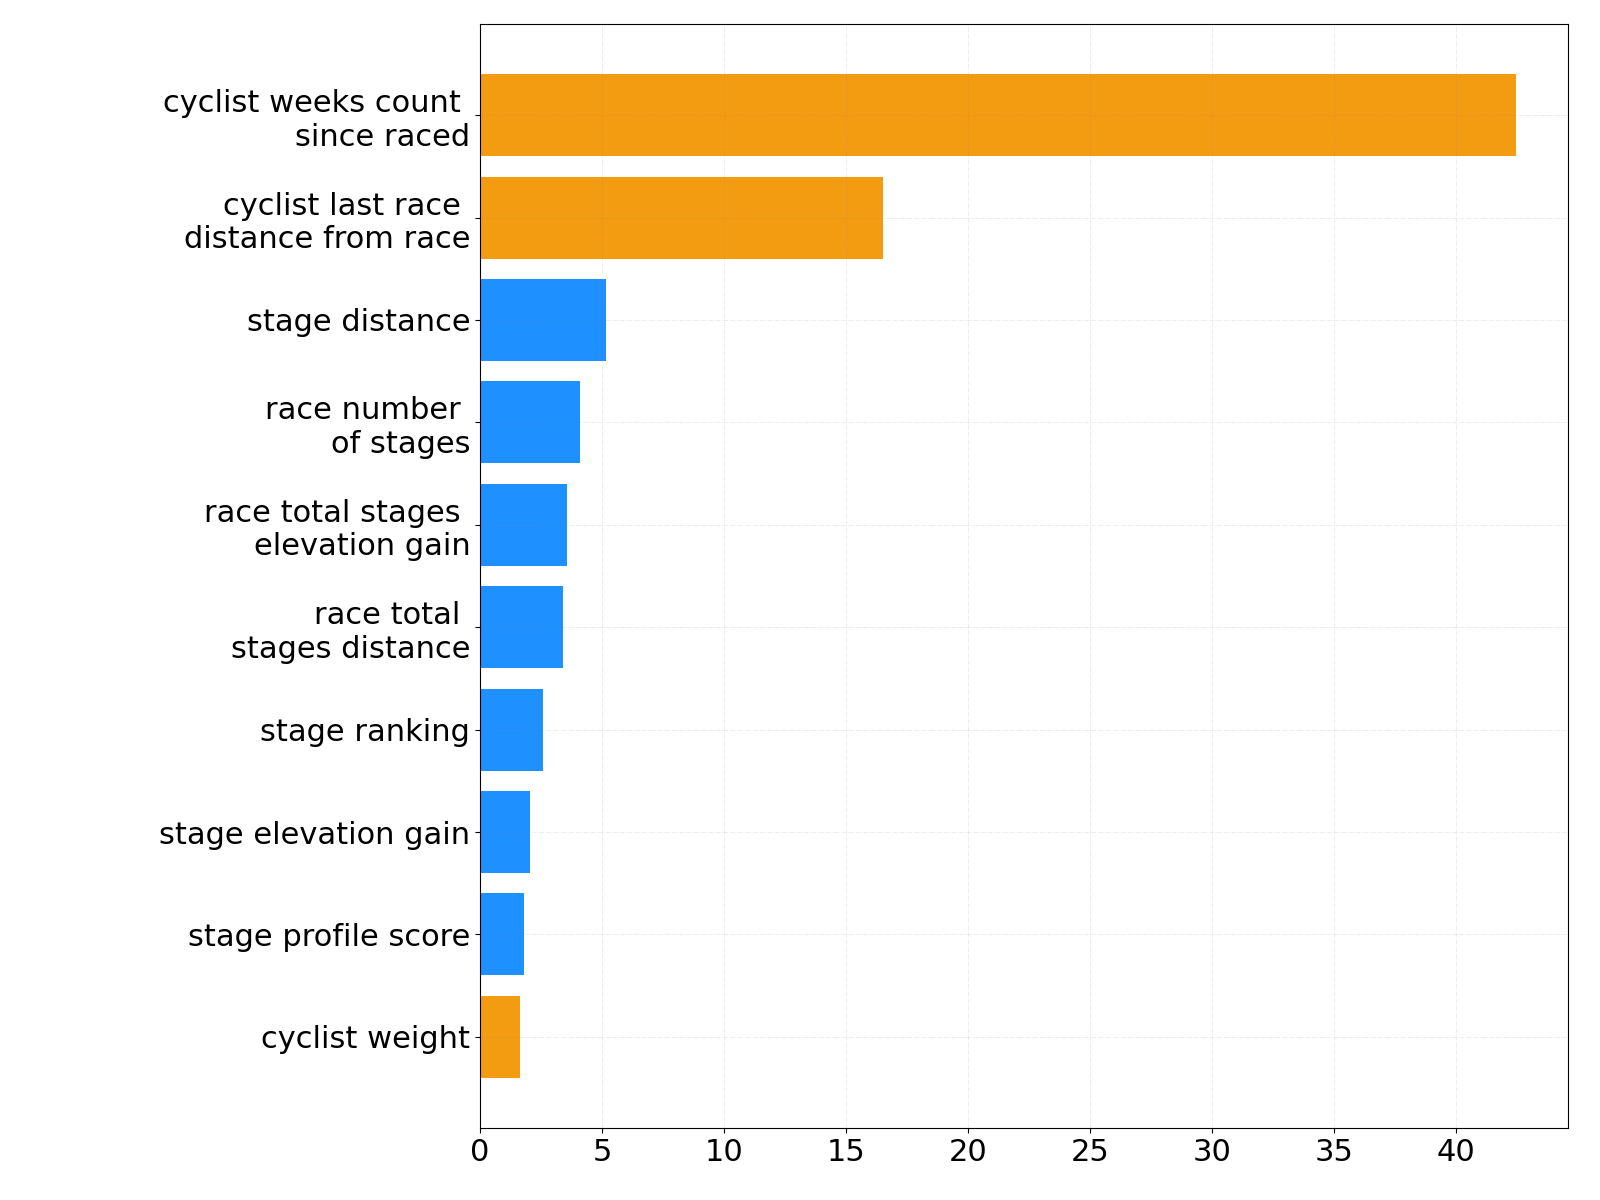 cyclist weeks count
since raced
cyclist last race
distance from race
stage distance
race number
of stages
race total stages
elevation gain
race total
stages distance
stage ranking
stage elevation gain
stage profile score
cyclist weight
0 5 10 15 20 25 30 35 40